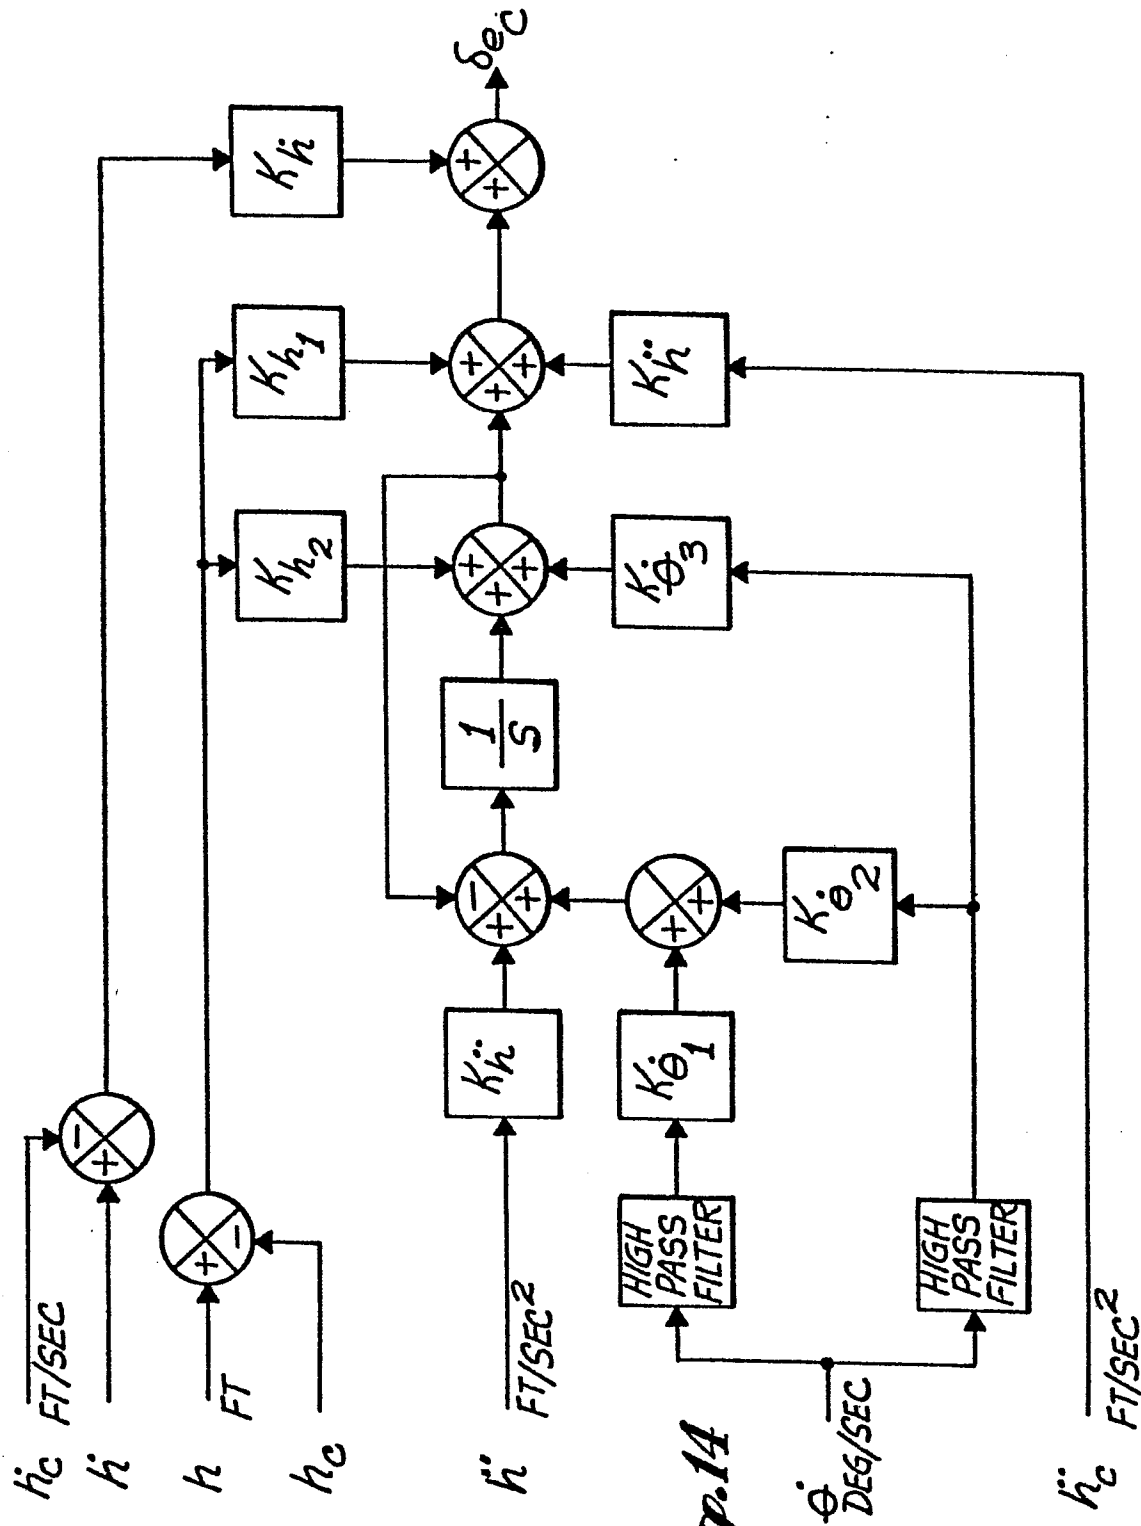 ḣc FT/SEC
ḣ
h FT
hc
ḧ FT/SEC²
θ̇ DEG/SEC
ḧc FT/SEC²
+ −
+ −
Kḣ
Kh1
Kh2
δec
+ +
+ + +
+ + +
1/S
− + +
Kḧ
Kḧ
HIGH PASS FILTER
Kθ̇1
+ +
Kθ̇2
Kθ̇3
HIGH PASS FILTER
p.14